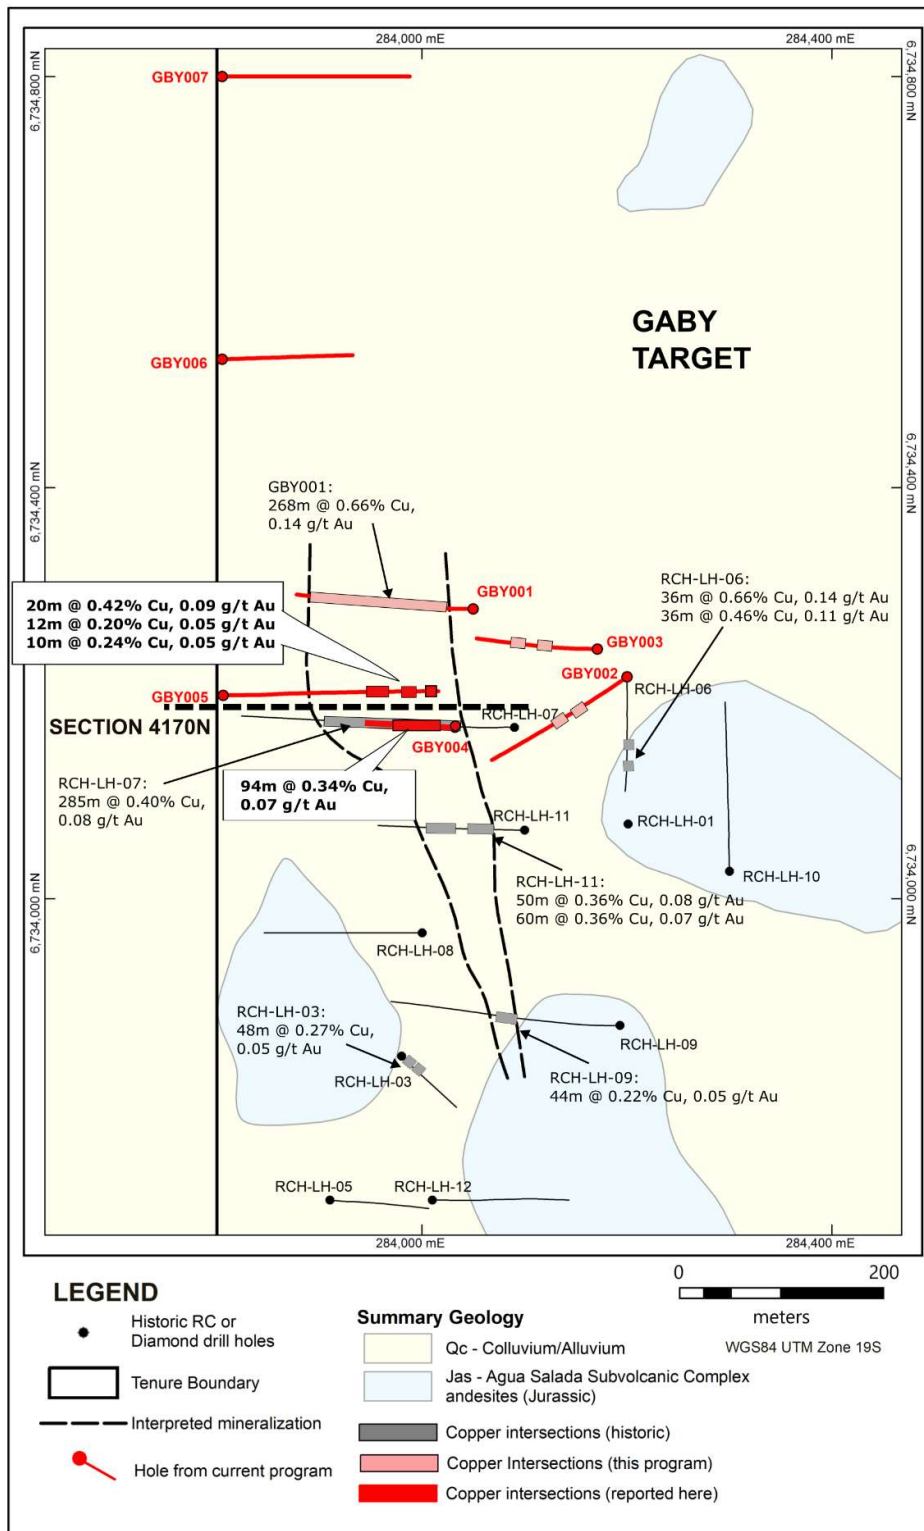 284,000 mE
284,400 mE
6,734,800 mN
6,734,800 mN
GBY007
GABY
TARGET
GBY006
6,734,400 mN
6,734,400 mN
GBY001:
268m @ 0.66% Cu,
0.14 g/t Au
GBY001
RCH-LH-06:
36m @ 0.66% Cu, 0.14 g/t Au
36m @ 0.46% Cu, 0.11 g/t Au
20m @ 0.42% Cu, 0.09 g/t Au
12m @ 0.20% Cu, 0.05 g/t Au
10m @ 0.24% Cu, 0.05 g/t Au
GBY003
GBY002
RCH-LH-06
GBY005
SECTION 4170N
RCH-LH-07
GBY004
RCH-LH-07:
285m @ 0.40% Cu,
0.08 g/t Au
94m @ 0.34% Cu,
0.07 g/t Au
RCH-LH-11
RCH-LH-01
RCH-LH-10
RCH-LH-11:
50m @ 0.36% Cu, 0.08 g/t Au
60m @ 0.36% Cu, 0.07 g/t Au
6,734,000 mN
6,734,000 mN
RCH-LH-08
RCH-LH-03:
48m @ 0.27% Cu,
0.05 g/t Au
RCH-LH-09
RCH-LH-03
RCH-LH-09:
44m @ 0.22% Cu, 0.05 g/t Au
RCH-LH-05
RCH-LH-12
284,000 mE
284,400 mE
LEGEND
Historic RC or
Diamond drill holes
Tenure Boundary
Interpreted mineralization
Hole from current program
Summary Geology
Qc - Colluvium/Alluvium
Jas - Agua Salada Subvolcanic Complex
andesites (Jurassic)
Copper intersections (historic)
Copper Intersections (this program)
Copper intersections (reported here)
0
200
meters
WGS84 UTM Zone 19S